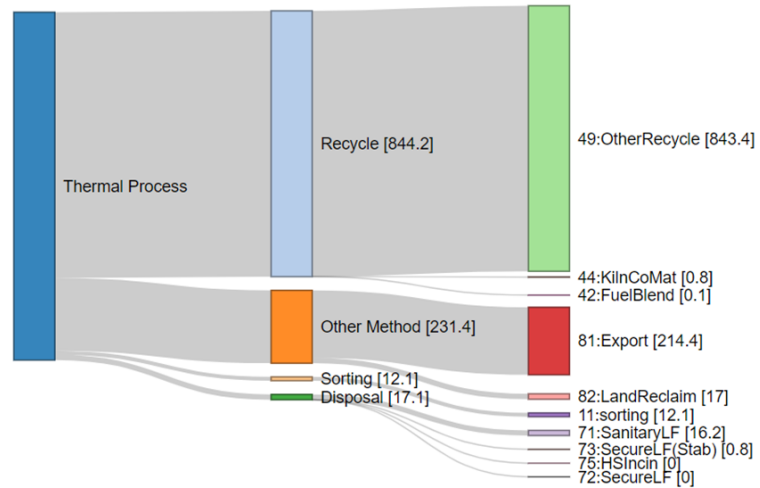 Thermal Process
Recycle [844.2]
Other Method [231.4]
Sorting [12.1]
Disposal [17.1]
49:OtherRecycle [843.4]
44:KilnCoMat [0.8]
42:FuelBlend [0.1]
81:Export [214.4]
82:LandReclaim [17]
11:sorting [12.1]
71:SanitaryLF [16.2]
73:SecureLF(Stab) [0.8]
75:HSIncin [0]
72:SecureLF [0]